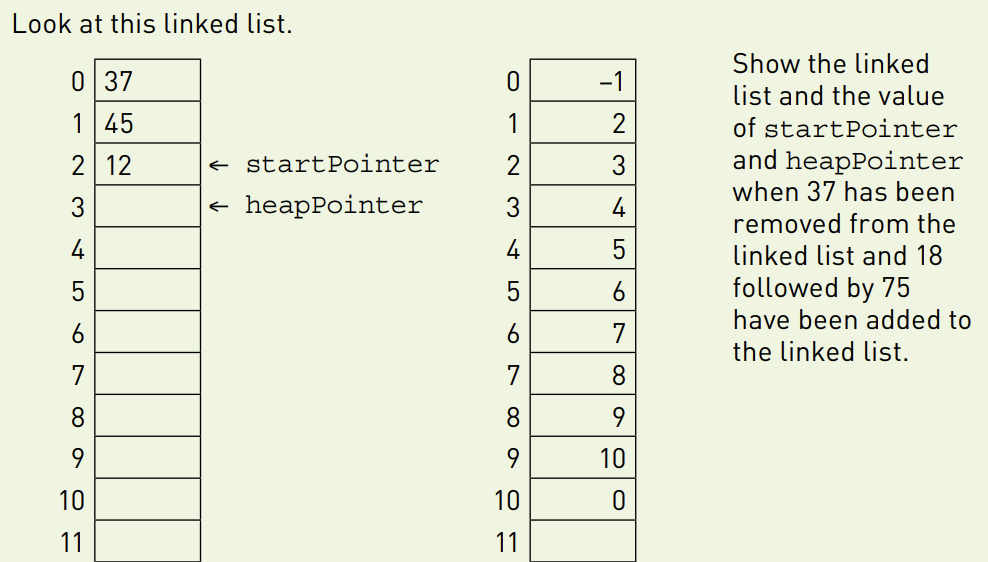 Look at this linked list.
0 37 0 –1
1 45 1 2
2 12 ← startPointer 2 3
3 ← heapPointer 3 4
4 4 5
5 5 6
6 6 7
7 7 8
8 8 9
9 9 10
10 10 0
11 11
Show the linked
list and the value
of startPointer
and heapPointer
when 37 has been
removed from the
linked list and 18
followed by 75
have been added to
the linked list.